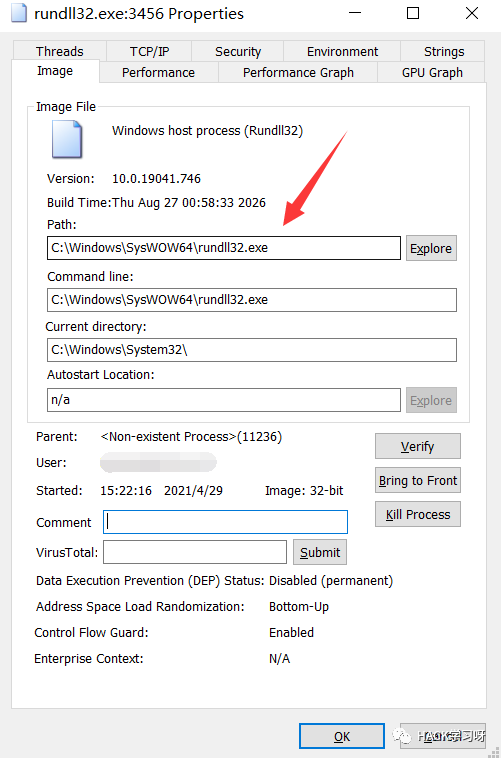 rundll32.exe:3456 Properties
Threads TCP/IP Security Environment Strings
Image Performance Performance Graph GPU Graph
Image File
Windows host process (Rundll32)
Version: 10.0.19041.746
Build Time:Thu Aug 27 00:58:33 2026
Path:
C:\Windows\SysWOW64\rundll32.exe Explore
Command line:
C:\Windows\SysWOW64\rundll32.exe
Current directory:
C:\Windows\System32\
Autostart Location:
n/a Explore
Parent: <Non-existent Process>(11236) Verify
User:
Bring to Front
Started: 15:22:16 2021/4/29 Image: 32-bit
Kill Process
Comment
VirusTotal: Submit
Data Execution Prevention (DEP) Status: Disabled (permanent)
Address Space Load Randomization: Bottom-Up
Control Flow Guard: Enabled
Enterprise Context: N/A
OK
HACK学习呀